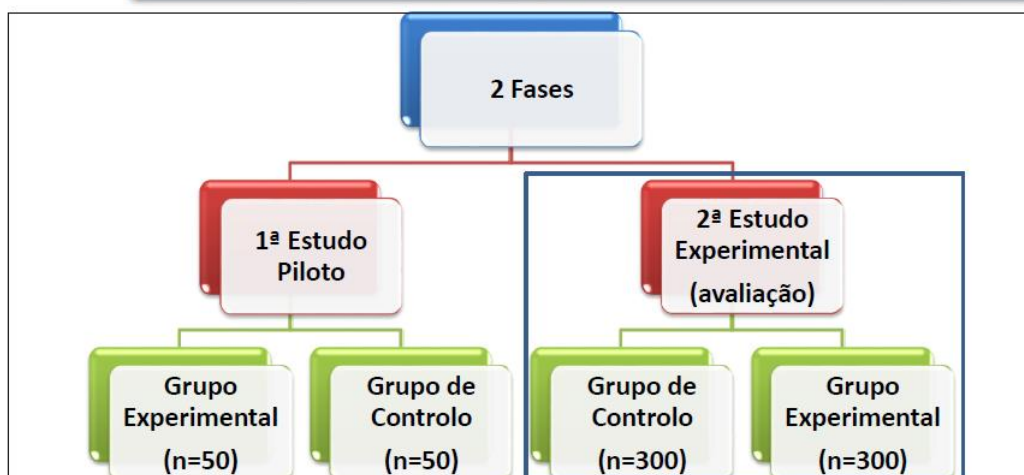 2 Fases
1ª Estudo
Piloto
2ª Estudo
Experimental
(avaliação)
Grupo
Experimental
(n=50)
Grupo de
Controlo
(n=50)
Grupo de
Controlo
(n=300)
Grupo
Experimental
(n=300)